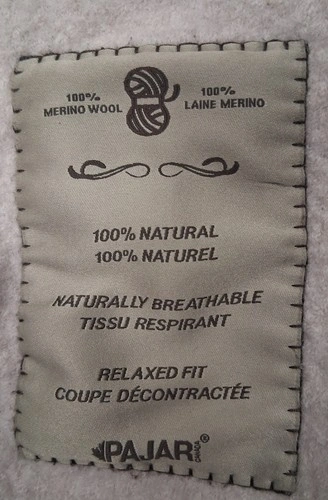 100% 100%
MERINO WOOL LAINE MERINO
100% NATURAL
100% NATUREL
NATURALLY BREATHABLE
TISSU RESPIRANT
RELAXED FIT
COUPE DÉCONTRACTÉE
PAJAR® CANADA